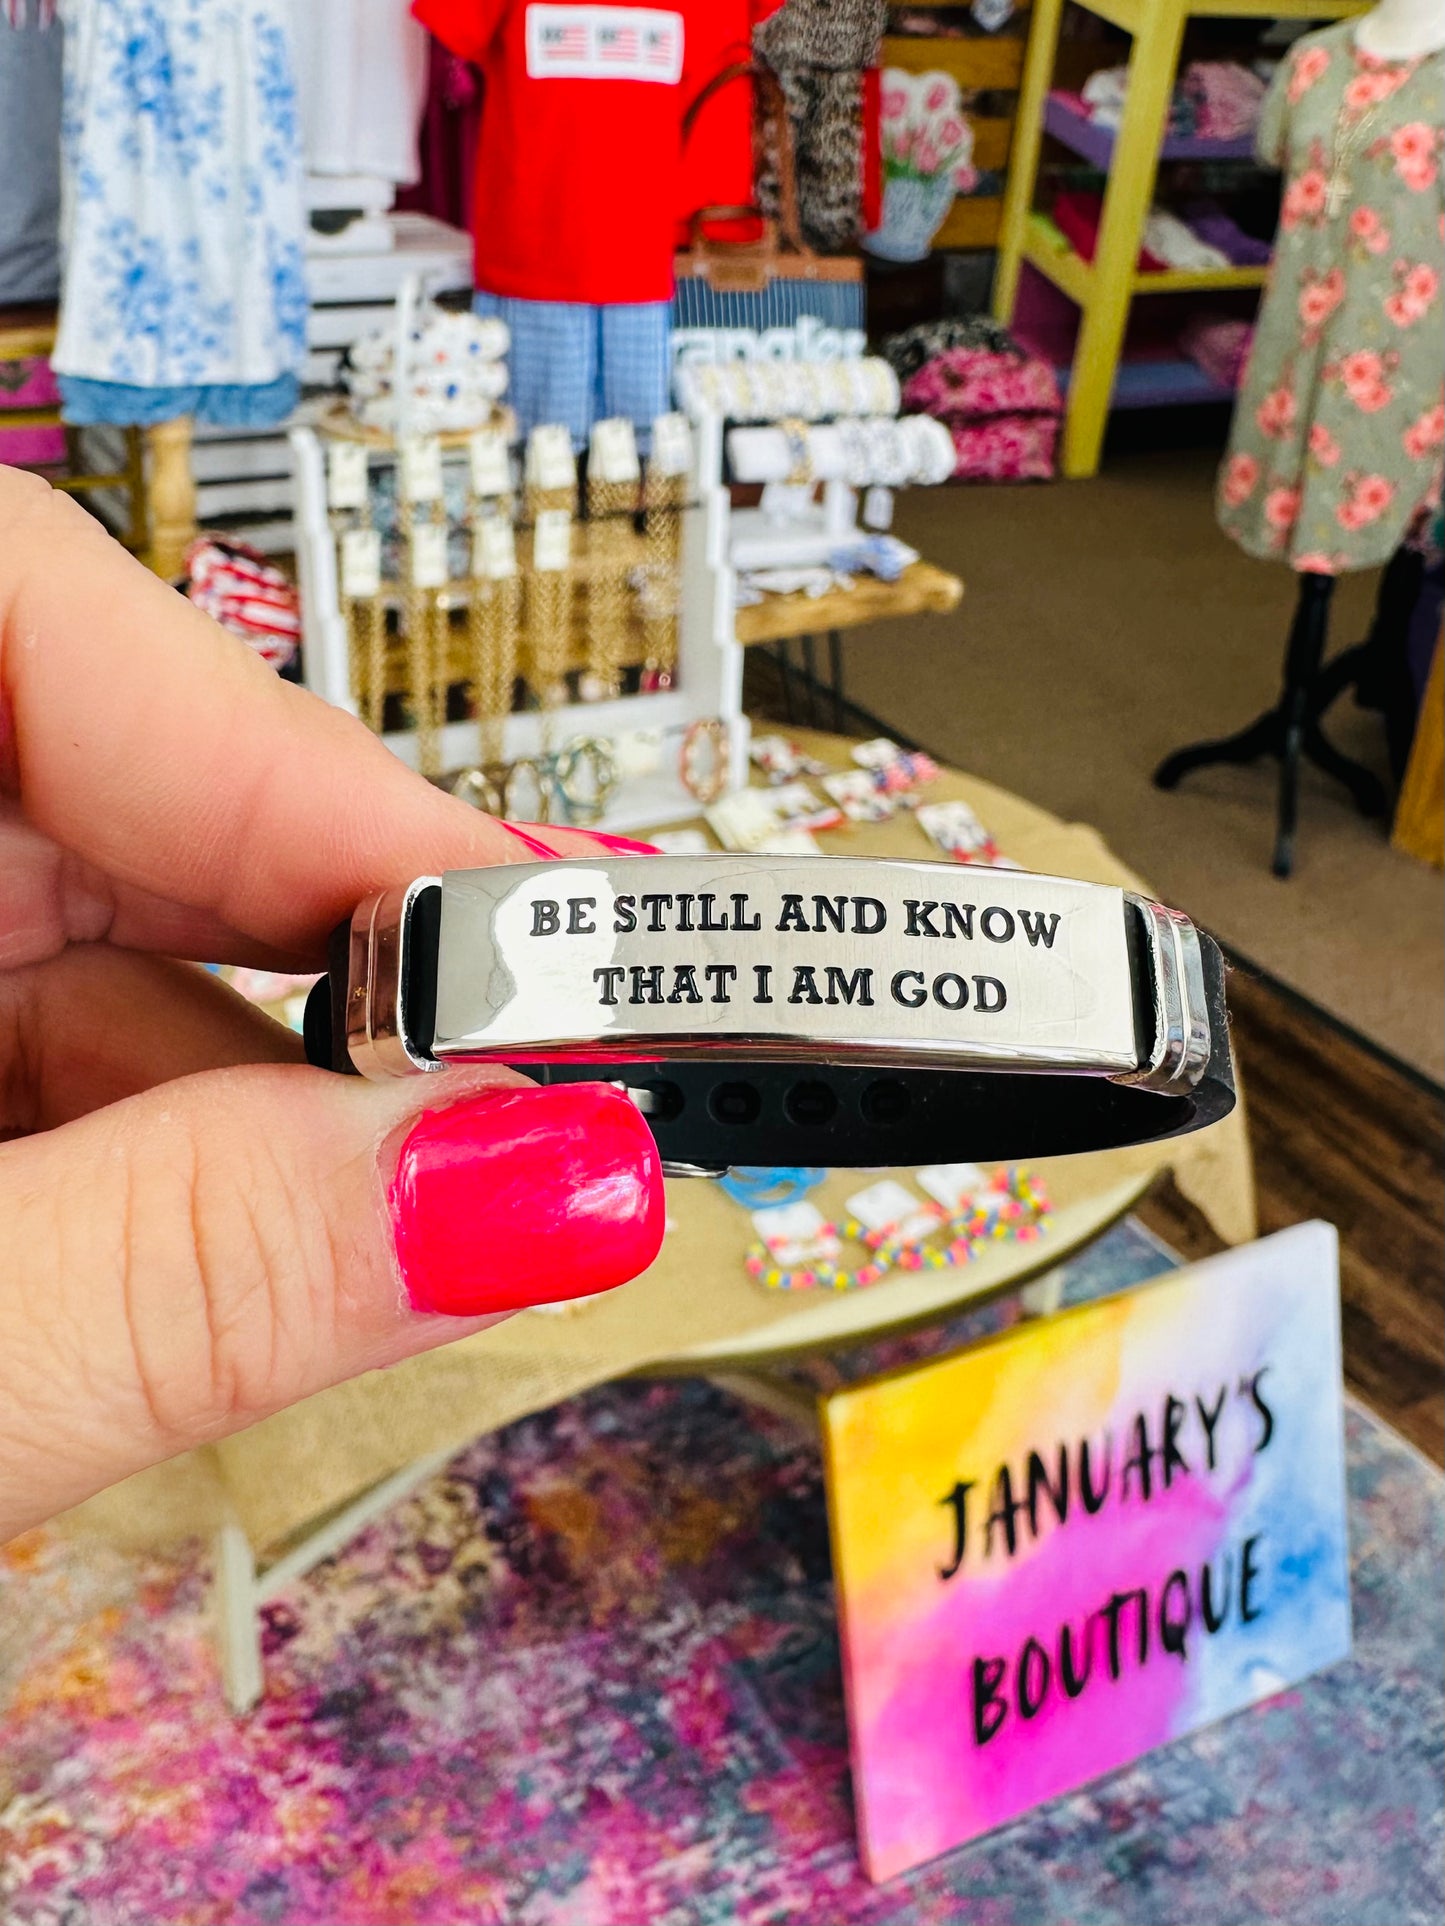 BE STILL AND KNOW
THAT I AM GOD
JANUARY'S
BOUTIQUE